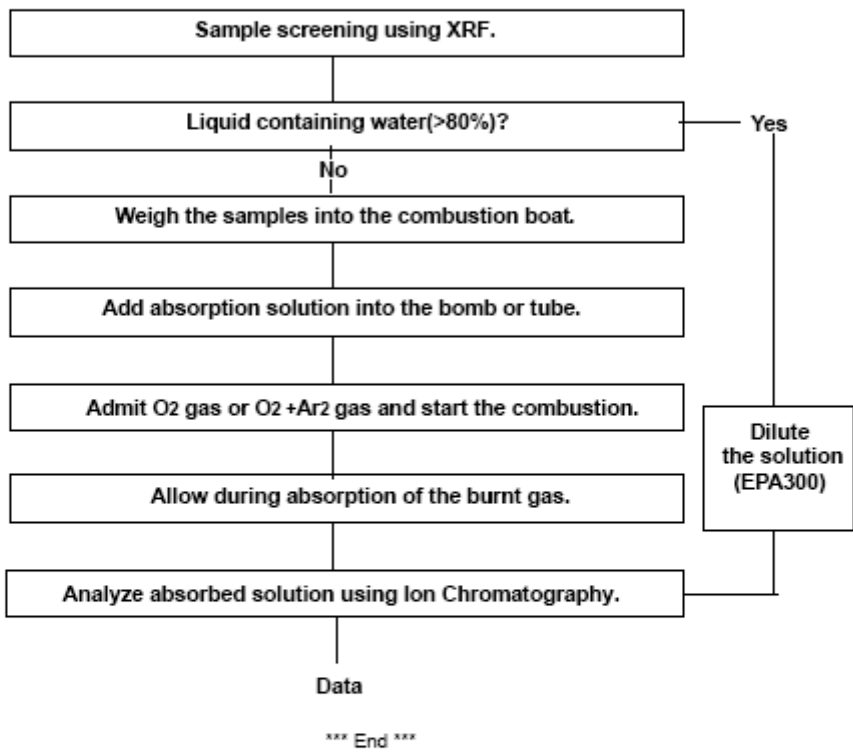 Sample screening using XRF.
Liquid containing water(>80%)?
Yes
No
Weigh the samples into the combustion boat.
Add absorption solution into the bomb or tube.
Admit O2 gas or O2 +Ar2 gas and start the combustion.
Dilute
the solution
(EPA300)
Allow during absorption of the burnt gas.
Analyze absorbed solution using Ion Chromatography.
Data
*** End ***